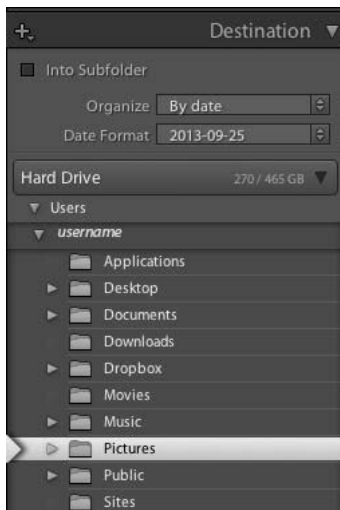 Destination
Into Subfolder
Organize By date
Date Format 2013-09-25
Hard Drive 270 / 465 GB
Users
username
Applications
Desktop
Documents
Downloads
Dropbox
Movies
Music
Pictures
Public
Sites